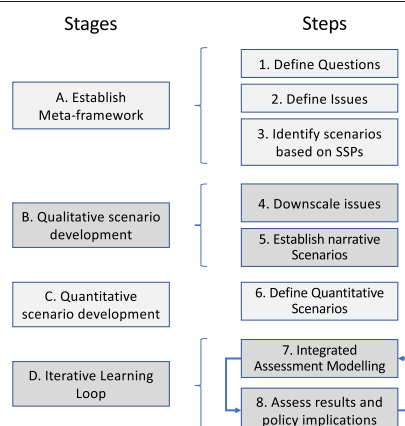 Stages
Steps
A. Establish
Meta-framework
1. Define Questions
2. Define Issues
3. Identify scenarios
based on SSPs
B. Qualitative scenario
development
4. Downscale issues
5. Establish narrative
Scenarios
C. Quantitative
scenario development
6. Define Quantitative
Scenarios
D. Iterative Learning
Loop
7. Integrated
Assessment Modelling
8. Assess results and
policy implications